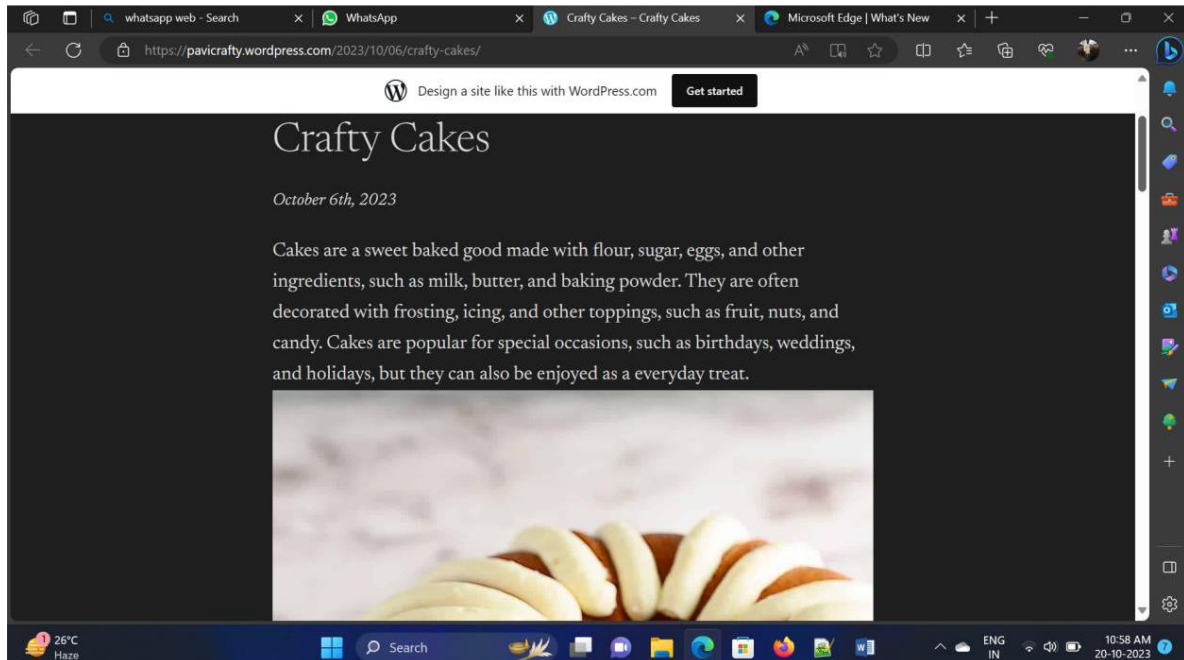 whatsapp web - Search
WhatsApp
Crafty Cakes – Crafty Cakes
Microsoft Edge | What's New
https://pavicrafty.wordpress.com/2023/10/06/crafty-cakes/
Design a site like this with WordPress.com
Get started
Crafty Cakes
October 6th, 2023
Cakes are a sweet baked good made with flour, sugar, eggs, and other
ingredients, such as milk, butter, and baking powder. They are often
decorated with frosting, icing, and other toppings, such as fruit, nuts, and
candy. Cakes are popular for special occasions, such as birthdays, weddings,
and holidays, but they can also be enjoyed as a everyday treat.
1
26°C
Haze
Search
ENG
IN
10:58 AM
20-10-2023
7